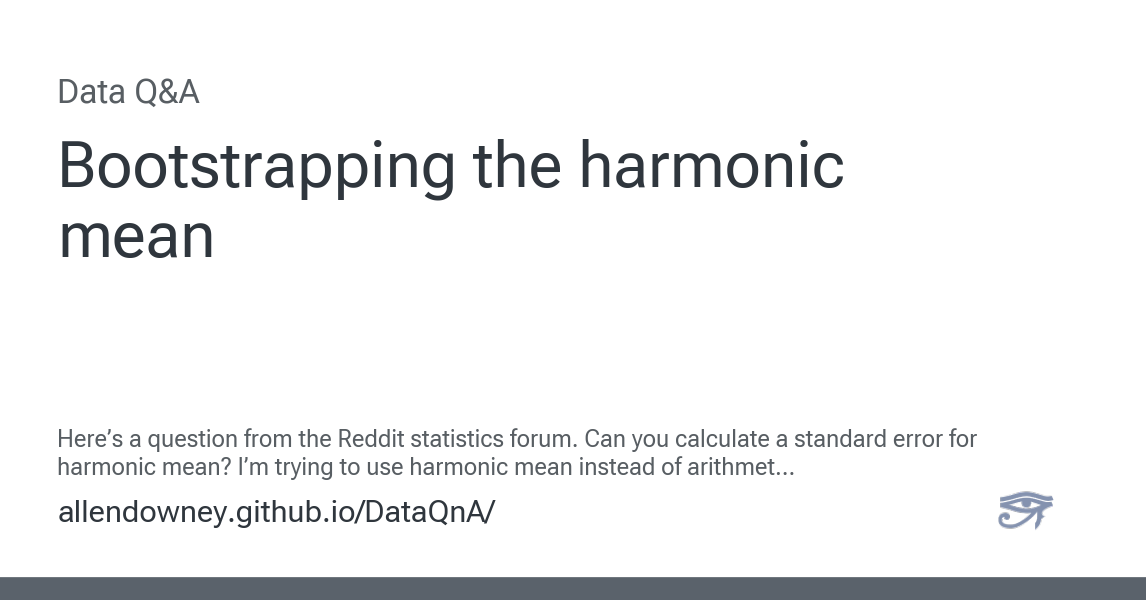 Data Q&A
Bootstrapping the harmonic
mean
Here’s a question from the Reddit statistics forum. Can you calculate a standard error for
harmonic mean? I’m trying to use harmonic mean instead of arithmet...
allendowney.github.io/DataQnA/